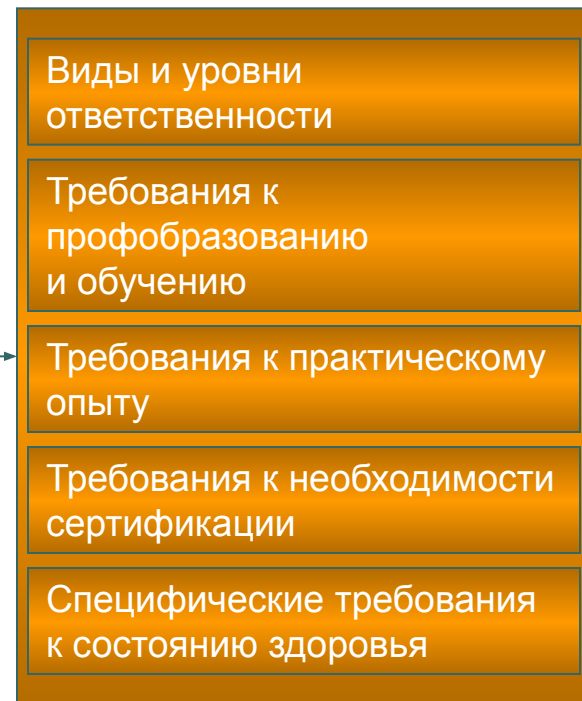 Виды и уровни
ответственности
Требования к
профобразованию
и обучению
Требования к практическому
опыту
Требования к необходимости
сертификации
Специфические требования
к состоянию здоровья